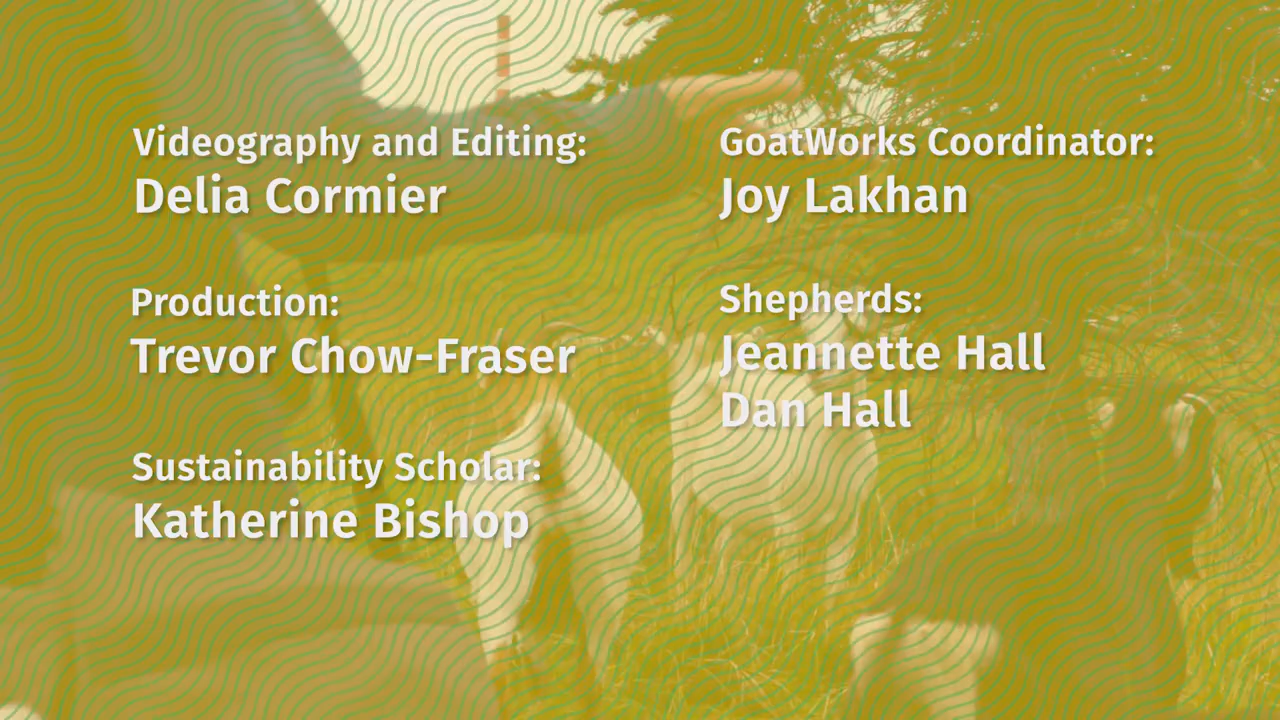 Videography and Editing:
Delia Cormier
Production:
Trevor Chow-Fraser
Sustainability Scholar:
Katherine Bishop
GoatWorks Coordinator:
Joy Lakhan
Shepherds:
Jeannette Hall
Dan Hall